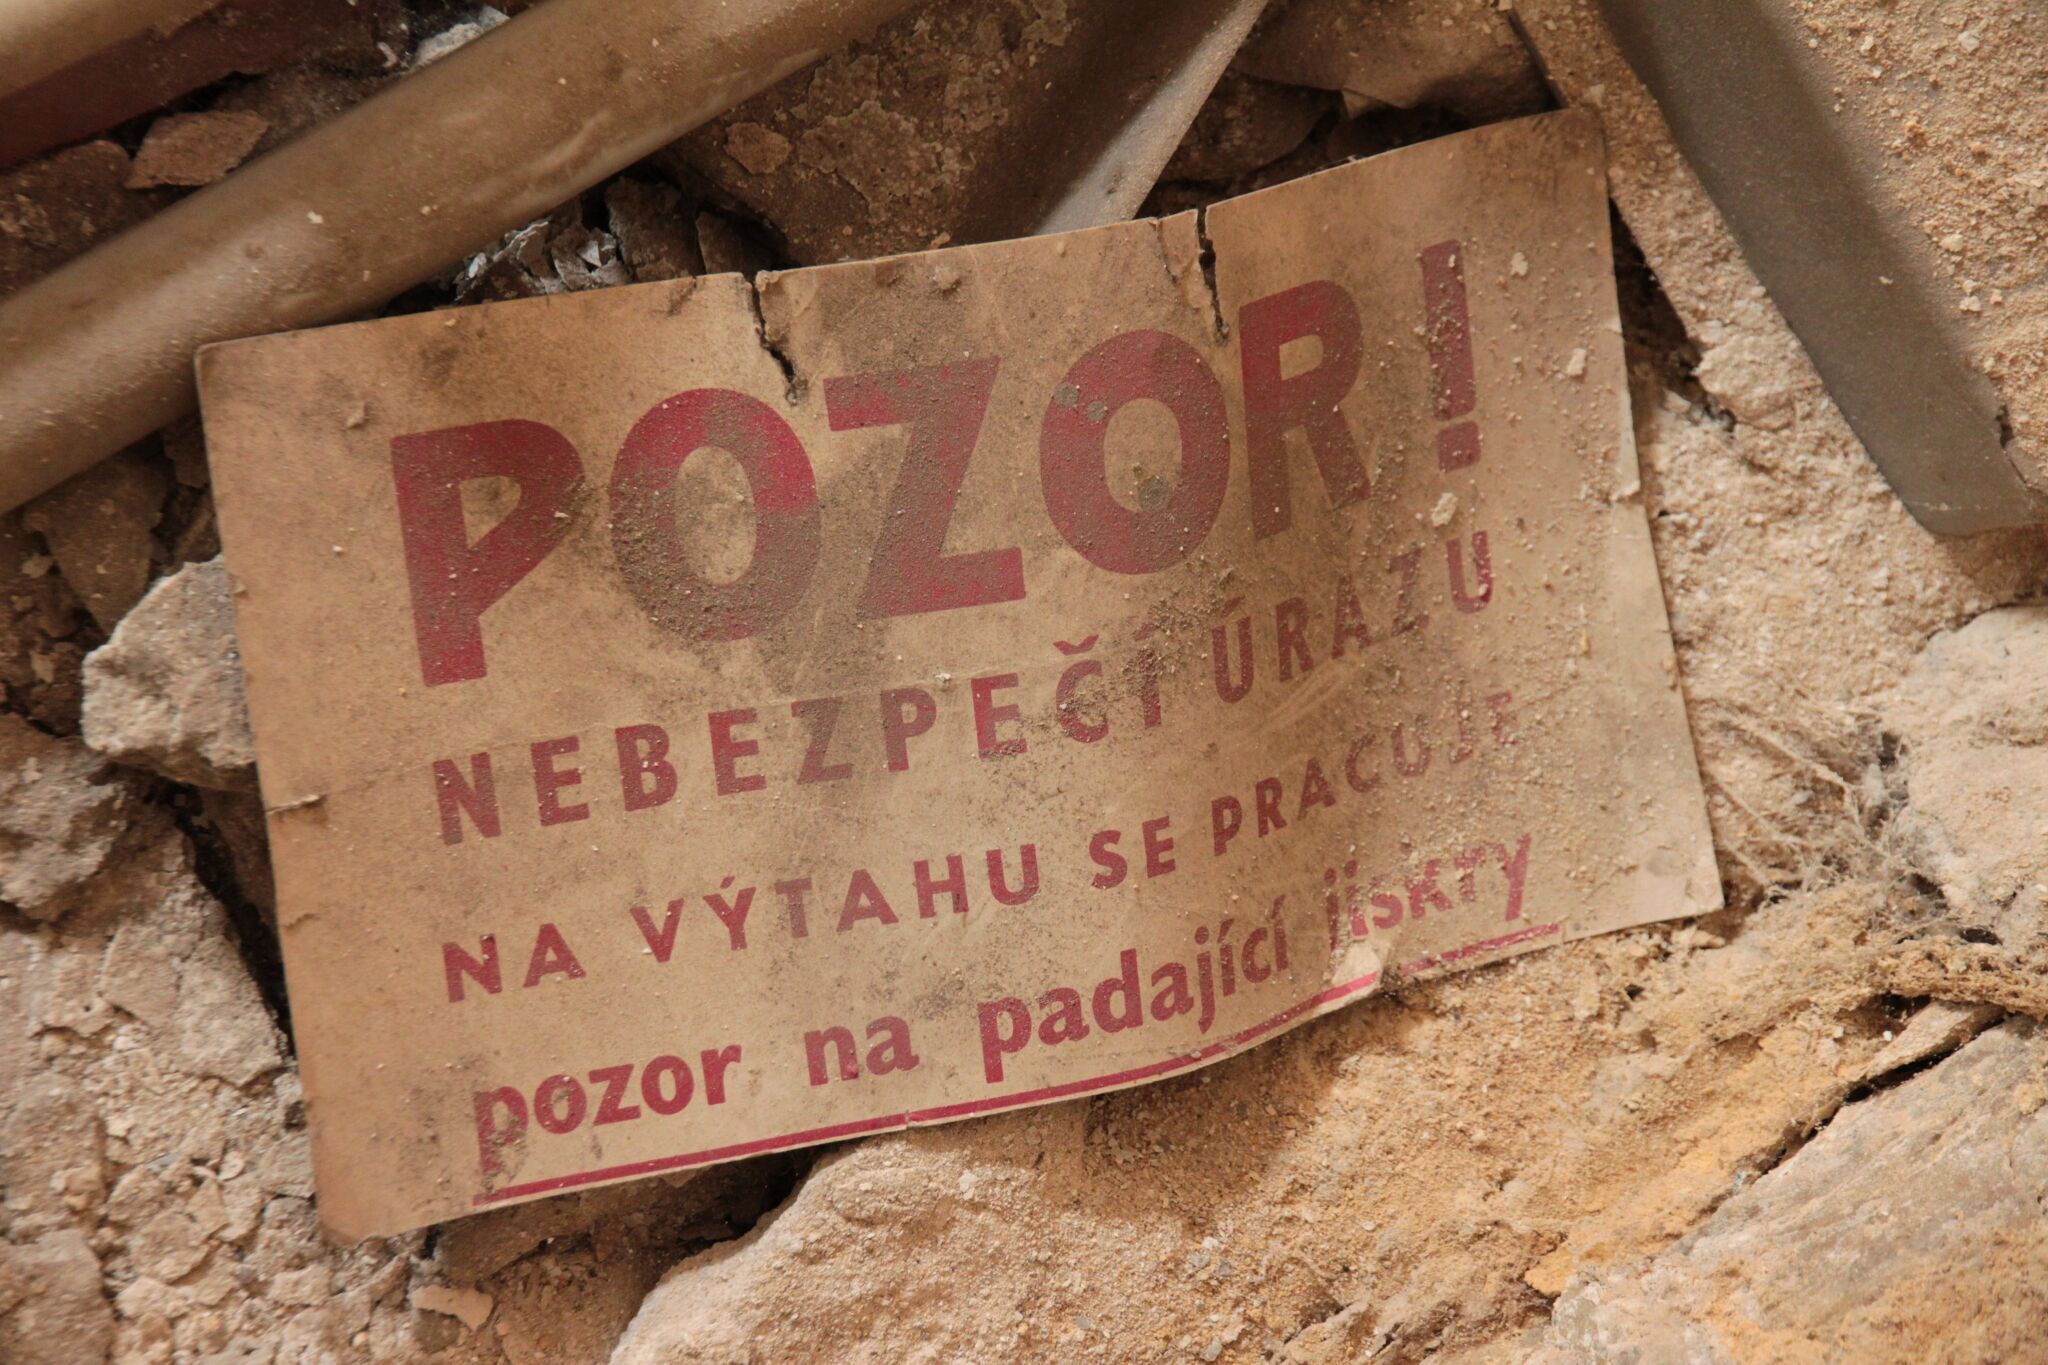 POZOR!
NEBEZPEČÍ ÚRAZU
NA VÝTAHU SE PRACUJE
pozor na padající jiskry